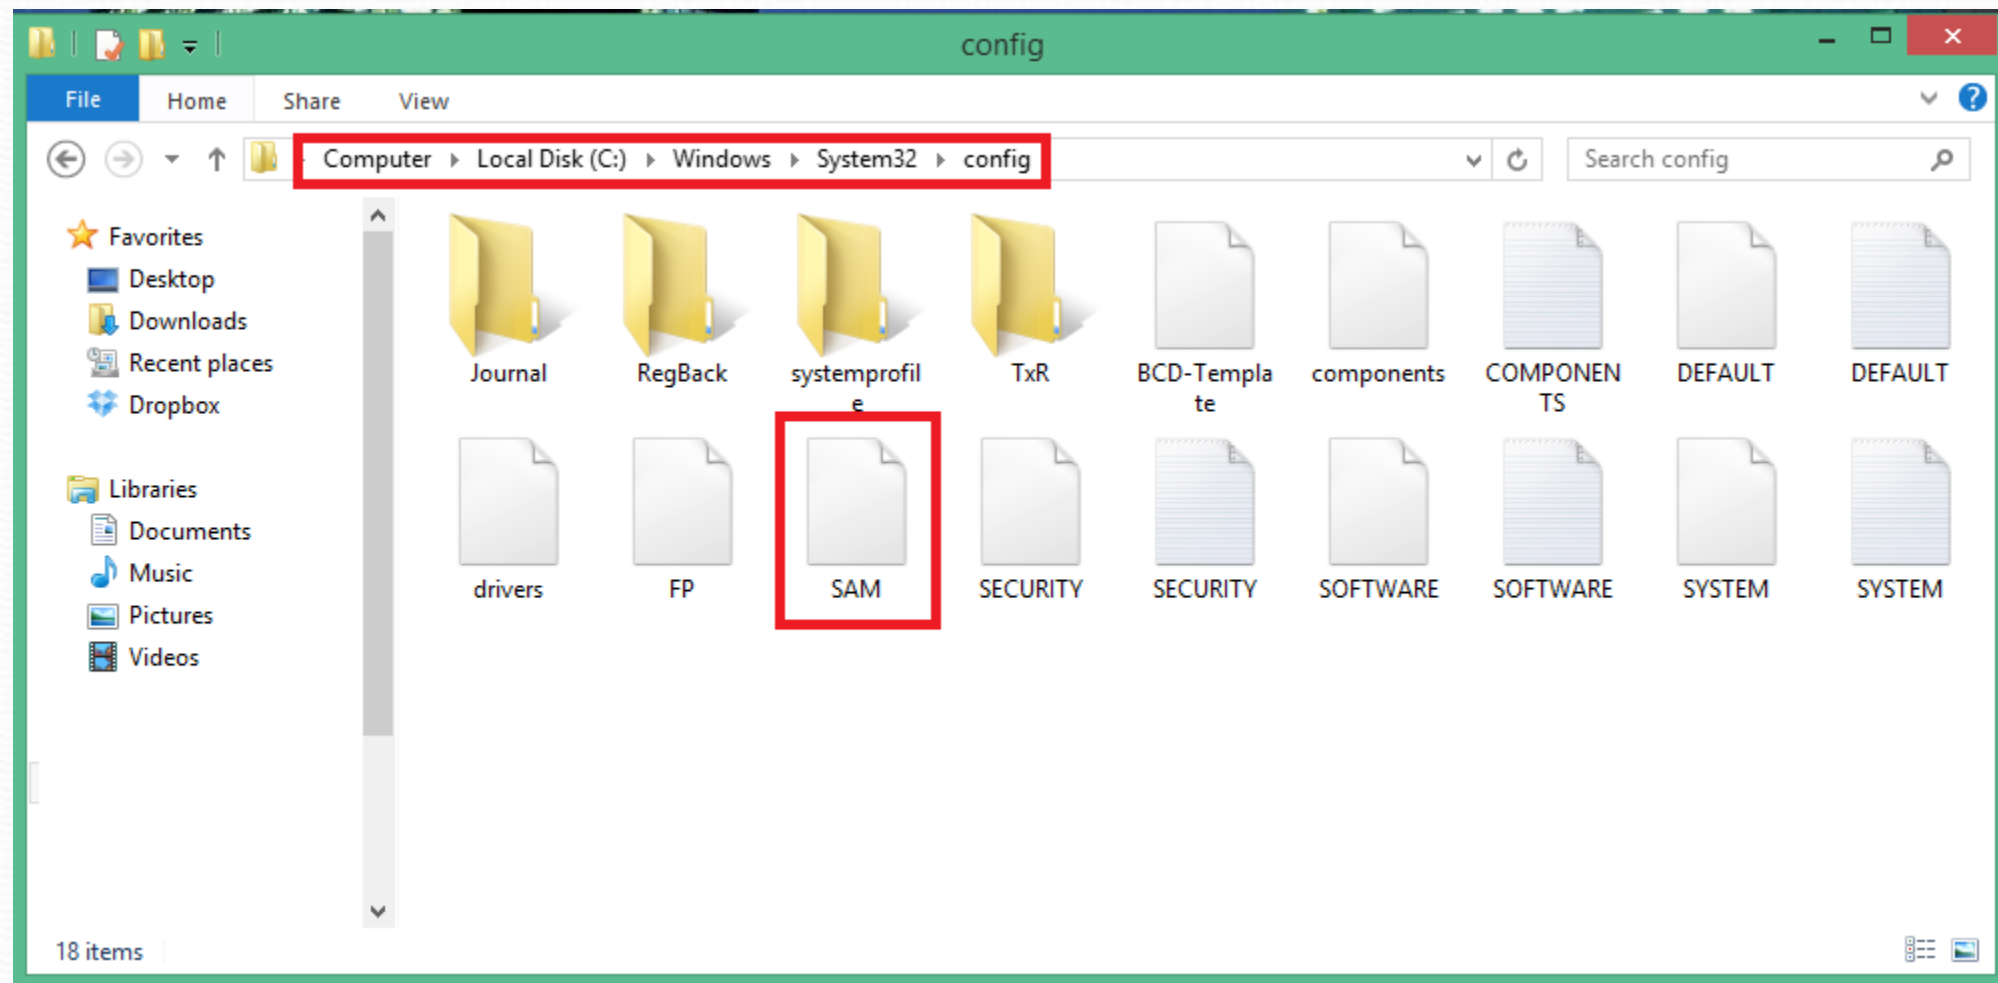 config
File Home Share View
Computer Local Disk (C:) Windows System32 config
Search config
Favorites
Desktop
Downloads
Recent places
Dropbox
Libraries
Documents
Music
Pictures
Videos
Journal RegBack systemprofil TxR BCD-Templa components COMPONEN DEFAULT DEFAULT
e te TS
drivers FP SAM SECURITY SECURITY SOFTWARE SOFTWARE SYSTEM SYSTEM
18 items